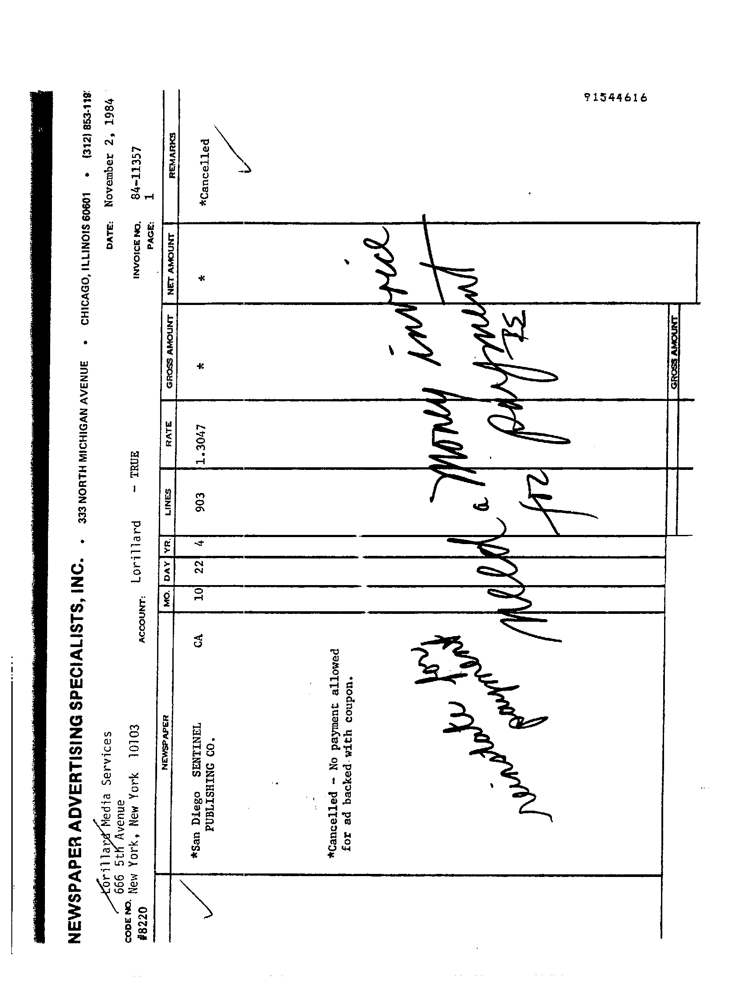 NEWSPAPER ADVERTISING SPECIALISTS, INC. • 333 NORTH MICHIGAN AVENUE • CHICAGO, ILLINOIS 60601 • (312) 853-119
Lorillard Media Services
666 5th Avenue
DATE: November 2, 1984
CODE NO. New York, New York 10103
#8220
ACCOUNT: Lorillard - TRUE
INVOICE NO. 84-11357
PAGE: 1
NEWSPAPER MO. DAY YR. LINES RATE GROSS AMOUNT NET AMOUNT REMARKS
*San Diego SENTINEL CA 10 22 4 903 1.3047 * * *Cancelled
PUBLISHING CO.
*Cancelled - No payment allowed
for ad backed with coupon.
reinstate for
payment
Need a money invoice
for payment
GROSS AMOUNT
91544616